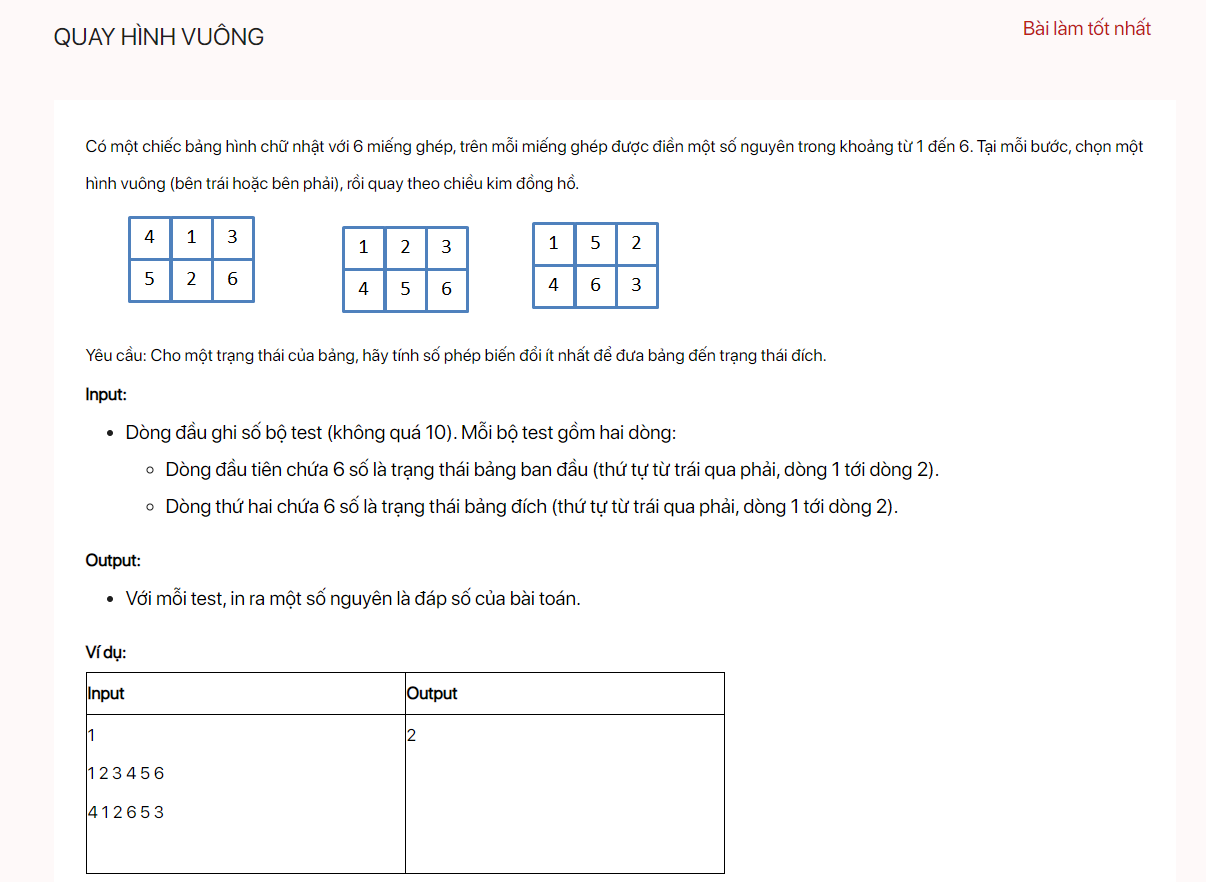 QUAY HÌNH VUÔNG
Bài làm tốt nhất
Có một chiếc bảng hình chữ nhật với 6 miếng ghép, trên mỗi miếng ghép được điền một số nguyên trong khoảng từ 1 đến 6. Tại mỗi bước, chọn một
hình vuông (bên trái hoặc bên phải), rồi quay theo chiều kim đồng hồ.
4 1 3
5 2 6
1 2 3
4 5 6
1 5 2
4 6 3
Yêu cầu: Cho một trạng thái của bảng, hãy tính số phép biến đổi ít nhất để đưa bảng đến trạng thái đích.
Input:
Dòng đầu ghi số bộ test (không quá 10). Mỗi bộ test gồm hai dòng:
Dòng đầu tiên chứa 6 số là trạng thái bảng ban đầu (thứ tự từ trái qua phải, dòng 1 tới dòng 2).
Dòng thứ hai chứa 6 số là trạng thái bảng đích (thứ tự từ trái qua phải, dòng 1 tới dòng 2).
Output:
Với mỗi test, in ra một số nguyên là đáp số của bài toán.
Ví dụ:
Input Output
1 2
1 2 3 4 5 6
4 1 2 6 5 3